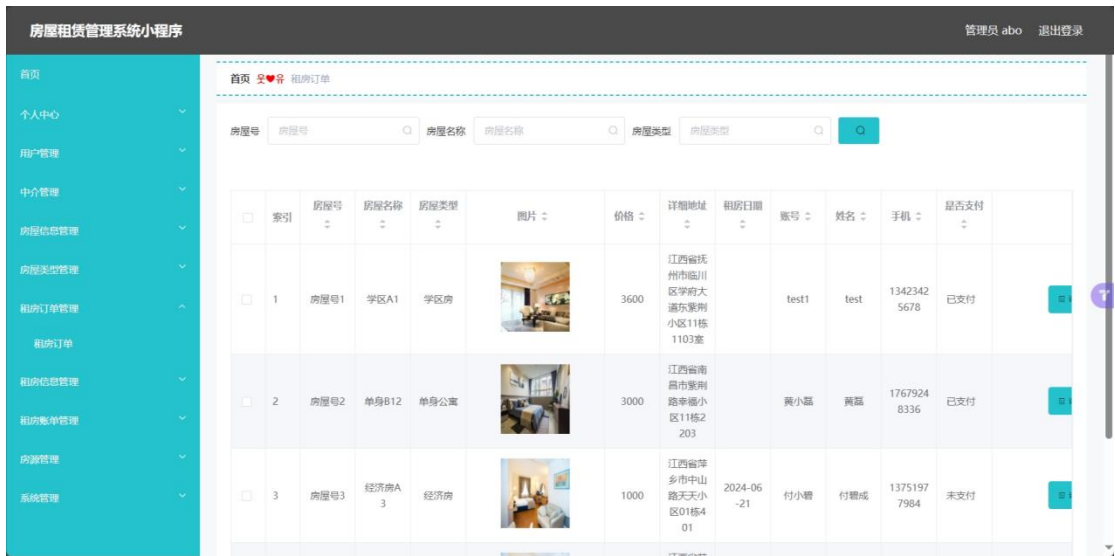 房屋租赁管理系统小程序
管理员 abo 退出登录
首页
个人中心
用户管理
中介管理
房屋信息管理
房屋类型管理
租房订单管理
租房订单
租房信息管理
租房账单管理
房源管理
系统管理
首页 웃❤유 租房订单
房屋号 房屋号 房屋名称 房屋名称 房屋类型 房屋类型
索引 房屋号 房屋名称 房屋类型 图片 价格 详细地址 租房日期 账号 姓名 手机 是否支付
1 房屋号1 学区A1 学区房 3600
江西省抚
州市临川
区学府大
道东紫荆
小区11栋
1103室
test1 test
1342342
5678
已支付
2 房屋号2 单身B12 单身公寓 3000
江西省南
昌市紫荆
路幸福小
区11栋2
203
黄小磊 黄磊
1767924
8336
已支付
3 房屋号3
经济房A
3
经济房 1000
江西省萍
乡市中山
路天天小
区01栋4
01
2024-06
-21
付小碧 付碧成
1375197
7984
未支付